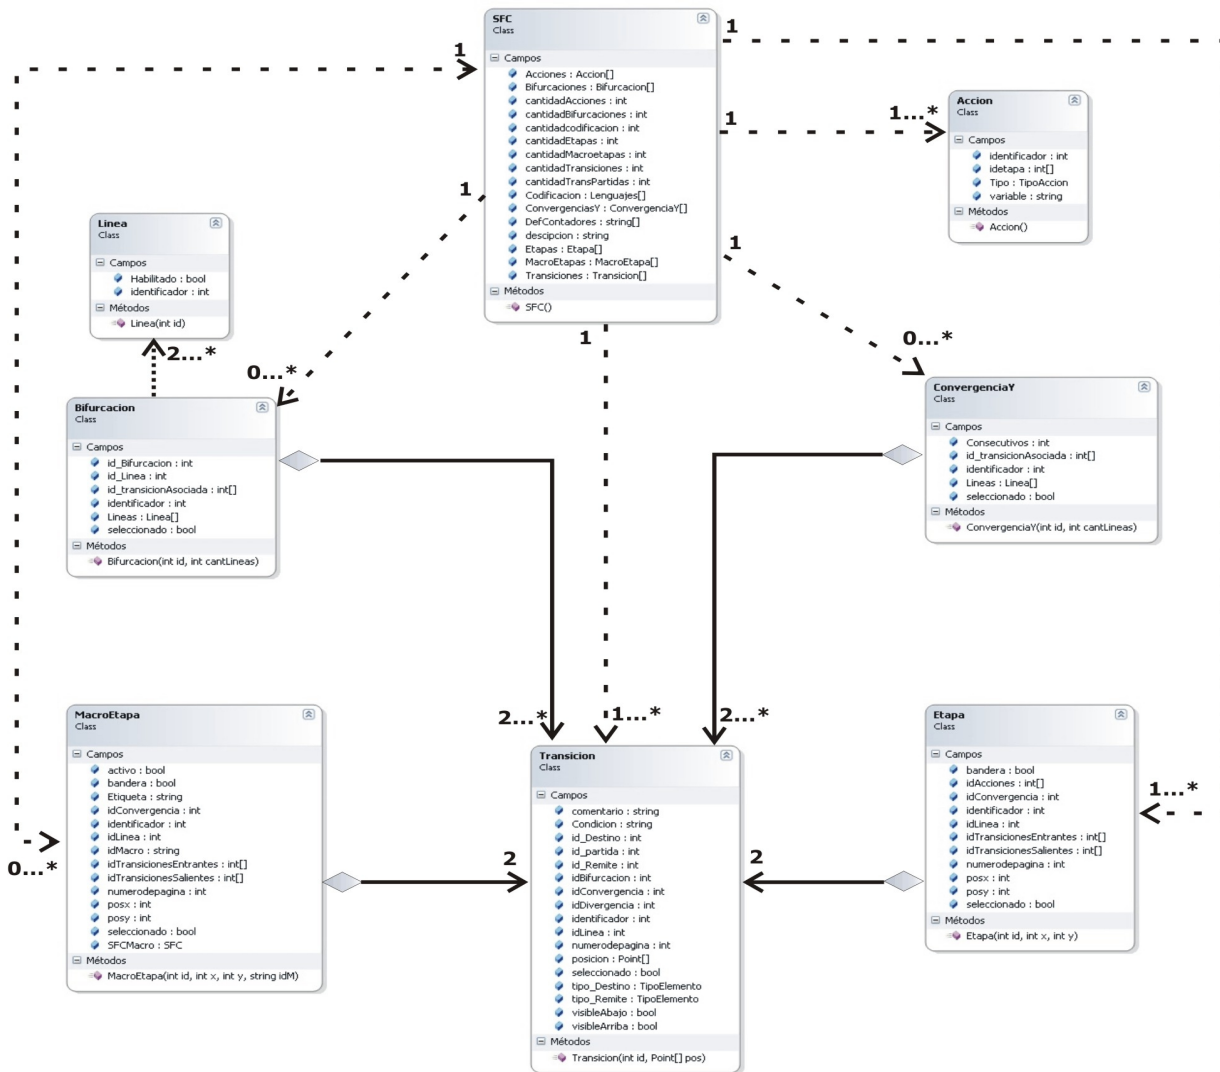 SFC
Class
Campos
Acciones : Accion[]
Bifurcaciones : Bifurcacion[]
cantidadAcciones : int
cantidadBifurcaciones : int
cantidadcodificacion : int
cantidadEtapas : int
cantidadMacroetapas : int
cantidadTransiciones : int
cantidadTransPartidas : int
Codificacion : Lenguajes[]
ConvergenciasY : ConvergenciaY[]
DefContadores : string[]
descipcion : string
Etapas : Etapa[]
MacroEtapas : MacroEtapa[]
Transiciones : Transicion[]
Métodos
SFC()
1
1
1
1...*
1
1
1
0...*
0...*
2...*
Accion
Class
Campos
identificador : int
idetapa : int[]
Tipo : TipoAccion
variable : string
Métodos
Accion()
Linea
Class
Campos
Habilitado : bool
identificador : int
Métodos
Linea(int id)
Bifurcacion
Class
Campos
id_Bifurcacion : int
id_Linea : int
id_transicionAsociada : int[]
identificador : int
Lineas : Linea[]
seleccionado : bool
Métodos
Bifurcacion(int id, int cantLineas)
ConvergenciaY
Class
Campos
Consecutivos : int
id_transicionAsociada : int[]
identificador : int
Lineas : Linea[]
seleccionado : bool
Métodos
ConvergenciaY(int id, int cantLineas)
MacroEtapa
Class
Campos
activo : bool
bandera : bool
Etiqueta : string
idConvergencia : int
identificador : int
idLinea : int
idMacro : string
idTransicionesEntrantes : int[]
idTransicionesSalientes : int[]
numerodepagina : int
posx : int
posy : int
seleccionado : bool
SFCMacro : SFC
Métodos
MacroEtapa(int id, int x, int y, string idM)
0...*
2...*
1...*
2...*
2
2
1...*
Transicion
Class
Campos
comentario : string
Condicion : string
id_Destino : int
id_partida : int
id_Remite : int
idBifurcacion : int
idConvergencia : int
idDivergencia : int
identificador : int
idLinea : int
numerodepagina : int
posicion : Point[]
seleccionado : bool
tipo_Destino : TipoElemento
tipo_Remite : TipoElemento
visibleAbajo : bool
visibleArriba : bool
Métodos
Transicion(int id, Point[] pos)
Etapa
Class
Campos
bandera : bool
idAcciones : int[]
idConvergencia : int
identificador : int
idLinea : int
idTransicionesEntrantes : int[]
idTransicionesSalientes : int[]
numerodepagina : int
posx : int
posy : int
seleccionado : bool
Métodos
Etapa(int id, int x, int y)